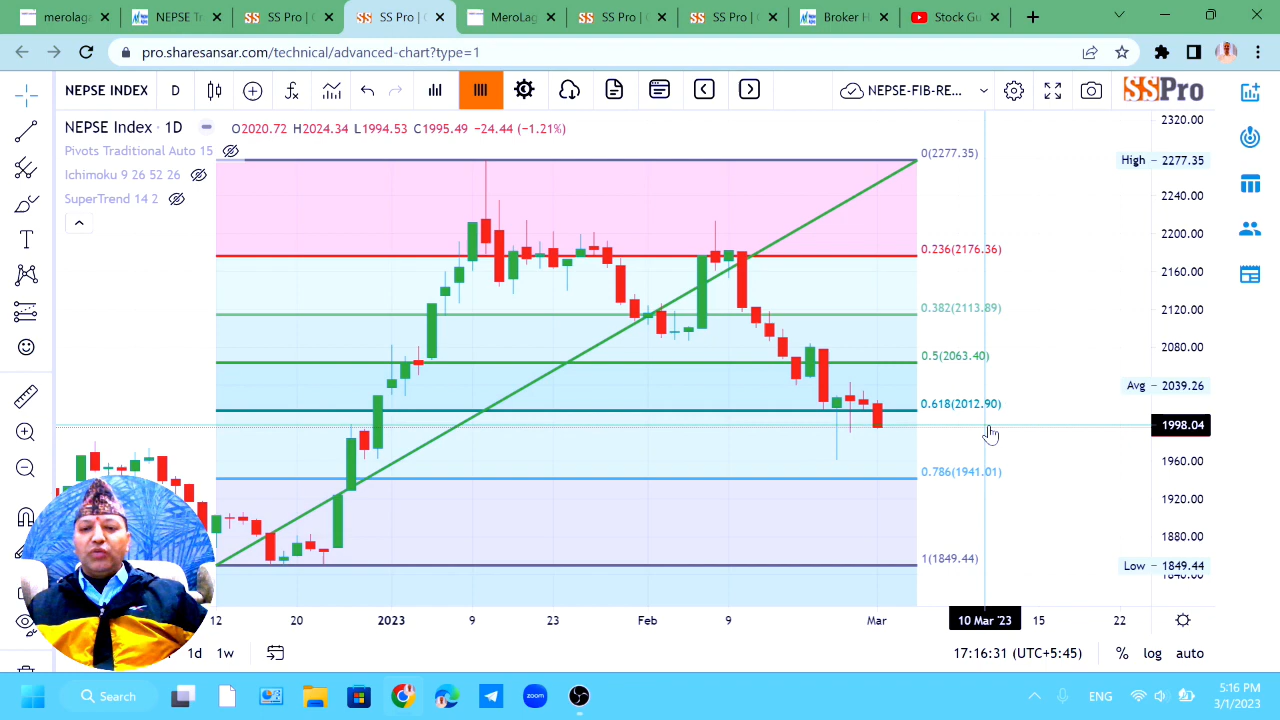 merolaga
NEPSE Tr
SS Pro | C
SS Pro | C
MeroLag
SS Pro | C
SS Pro | C
Broker H
Stock Gu
pro.sharesansar.com/technical/advanced-chart?type=1
NEPSE INDEX D NEPSE-FIB-RE... SSPro
NEPSE Index · 1D O2020.72 H2024.34 L1994.53 C1995.49 −24.44 (−1.21%)
Pivots Traditional Auto 15
Ichimoku 9 26 52 26
SuperTrend 14 2
0(2277.35)
0.236(2176.36)
0.382(2113.89)
0.5(2063.40)
0.618(2012.90)
0.786(1941.01)
1(1849.44)
2320.00
High 2277.35
2240.00
2200.00
2160.00
2120.00
2080.00
Avg 2039.26
1998.04
1960.00
1920.00
1880.00
Low 1849.44
1840.00
12 20 2023 9 23 Feb 9 Mar 10 Mar '23 15 22
1d 1w 17:16:31 (UTC+5:45) % log auto
Search zoom ENG 5:16 PM
3/1/2023